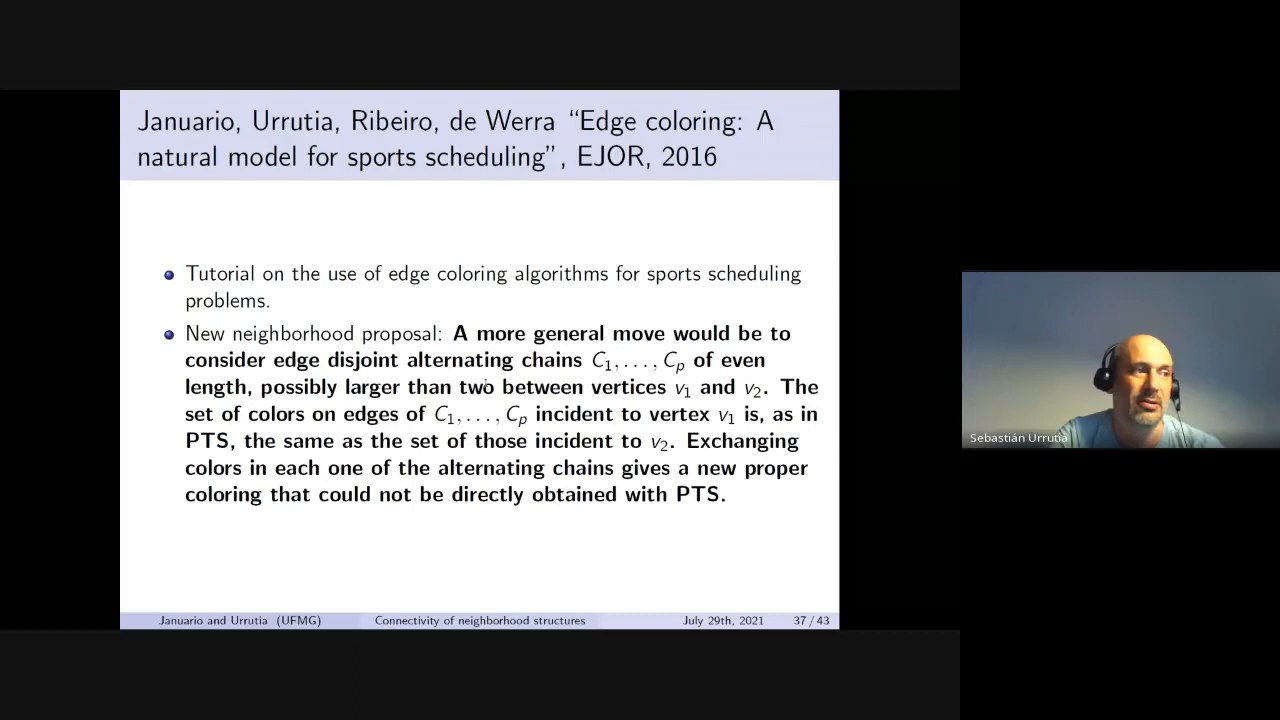 Januario, Urrutia, Ribeiro, de Werra “Edge coloring: A
natural model for sports scheduling”, EJOR, 2016
Tutorial on the use of edge coloring algorithms for sports scheduling
problems.
New neighborhood proposal: A more general move would be to
consider edge disjoint alternating chains C1, . . . , Cp of even
length, possibly larger than two between vertices v1 and v2. The
set of colors on edges of C1, . . . , Cp incident to vertex v1 is, as in
PTS, the same as the set of those incident to v2. Exchanging
colors in each one of the alternating chains gives a new proper
coloring that could not be directly obtained with PTS.
Sebastián Urrutia
Januario and Urrutia (UFMG) Connectivity of neighborhood structures July 29th, 2021 37 / 43